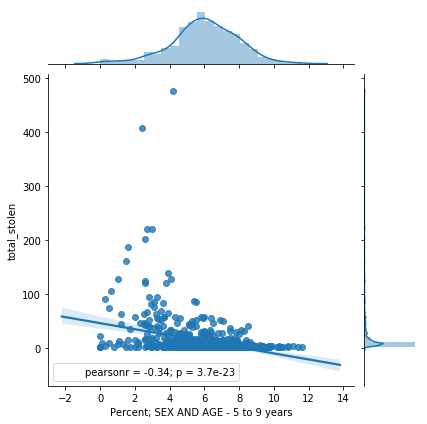 500
400
300
200
100
0
total_stolen
pearsonr = -0.34; p = 3.7e-23
−2 0 2 4 6 8 10 12 14
Percent; SEX AND AGE - 5 to 9 years